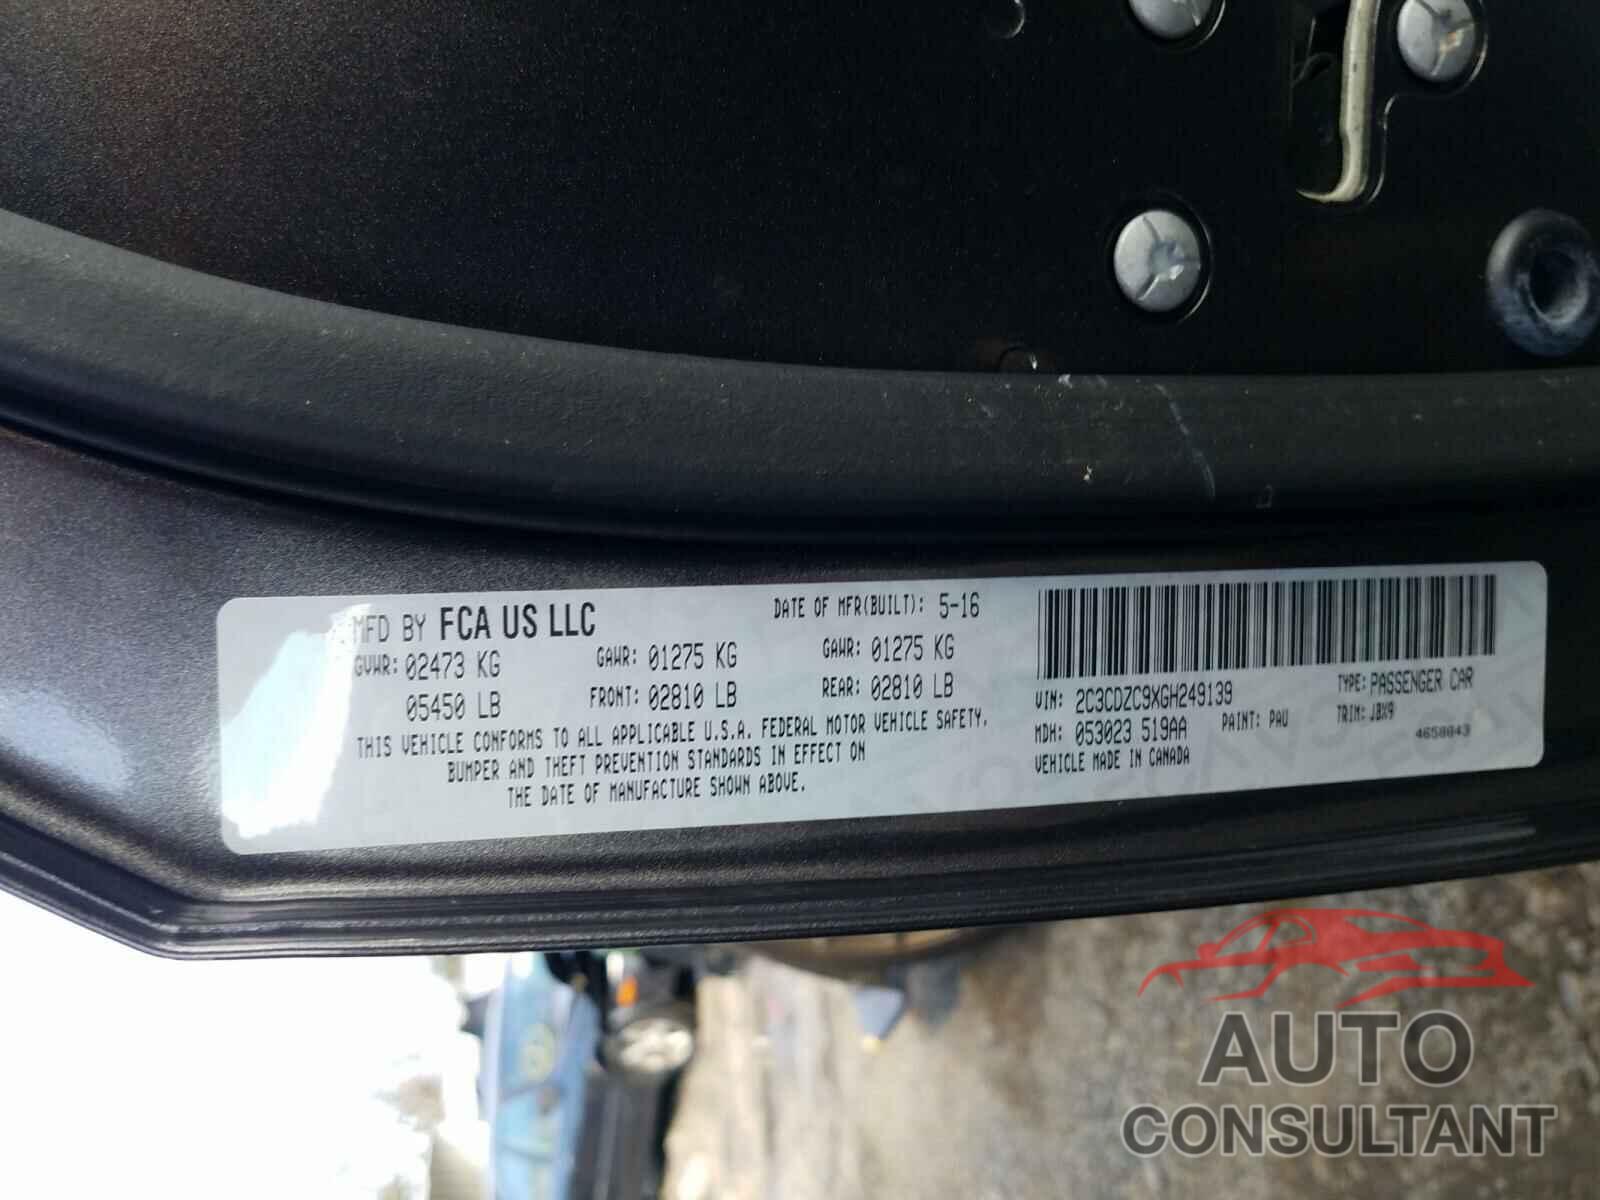 MFD BY FCA US LLC DATE OF MFR(BUILT): 5-16
GVWR: 02473 KG GAWR: 01275 KG GAWR: 01275 KG
05450 LB FRONT: 02810 LB REAR: 02810 LB
THIS VEHICLE CONFORMS TO ALL APPLICABLE U.S.A. FEDERAL MOTOR VEHICLE SAFETY,
BUMPER AND THEFT PREVENTION STANDARDS IN EFFECT ON
THE DATE OF MANUFACTURE SHOWN ABOVE.
VIN: 2C3CDZC9XGH249139 TYPE: PASSENGER CAR
MDH: 053023 519AA PAINT: PAU TRIM: JBX9
VEHICLE MADE IN CANADA 4658043
AUTO
CONSULTANT